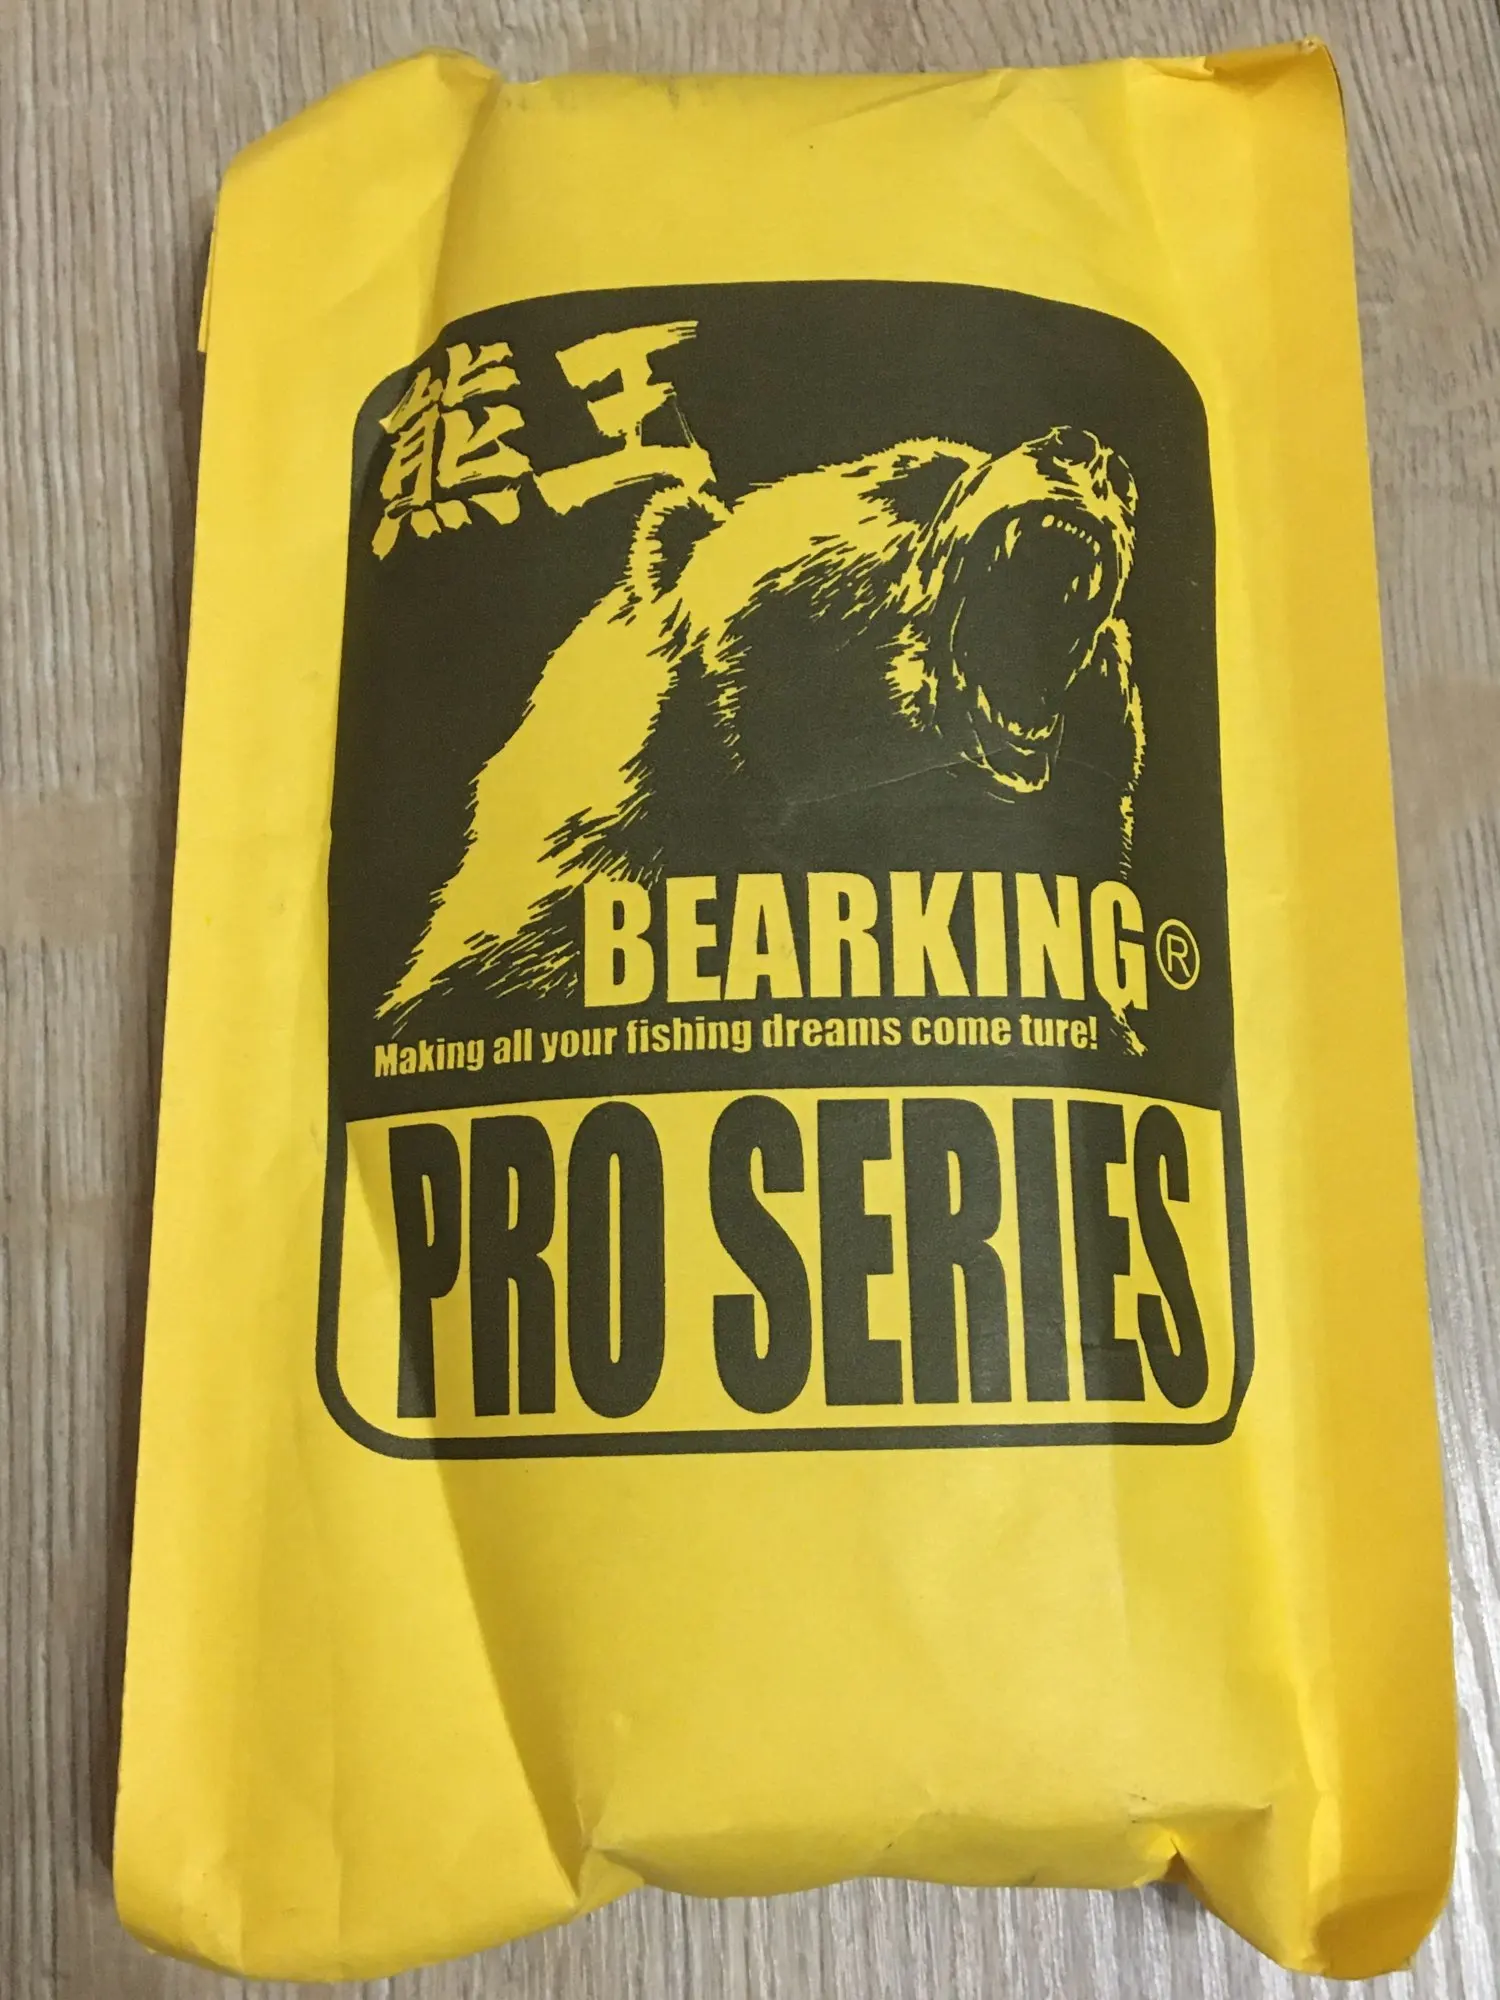 熊王
BEARKING®
Making all your fishing dreams come ture!
PRO SERIES